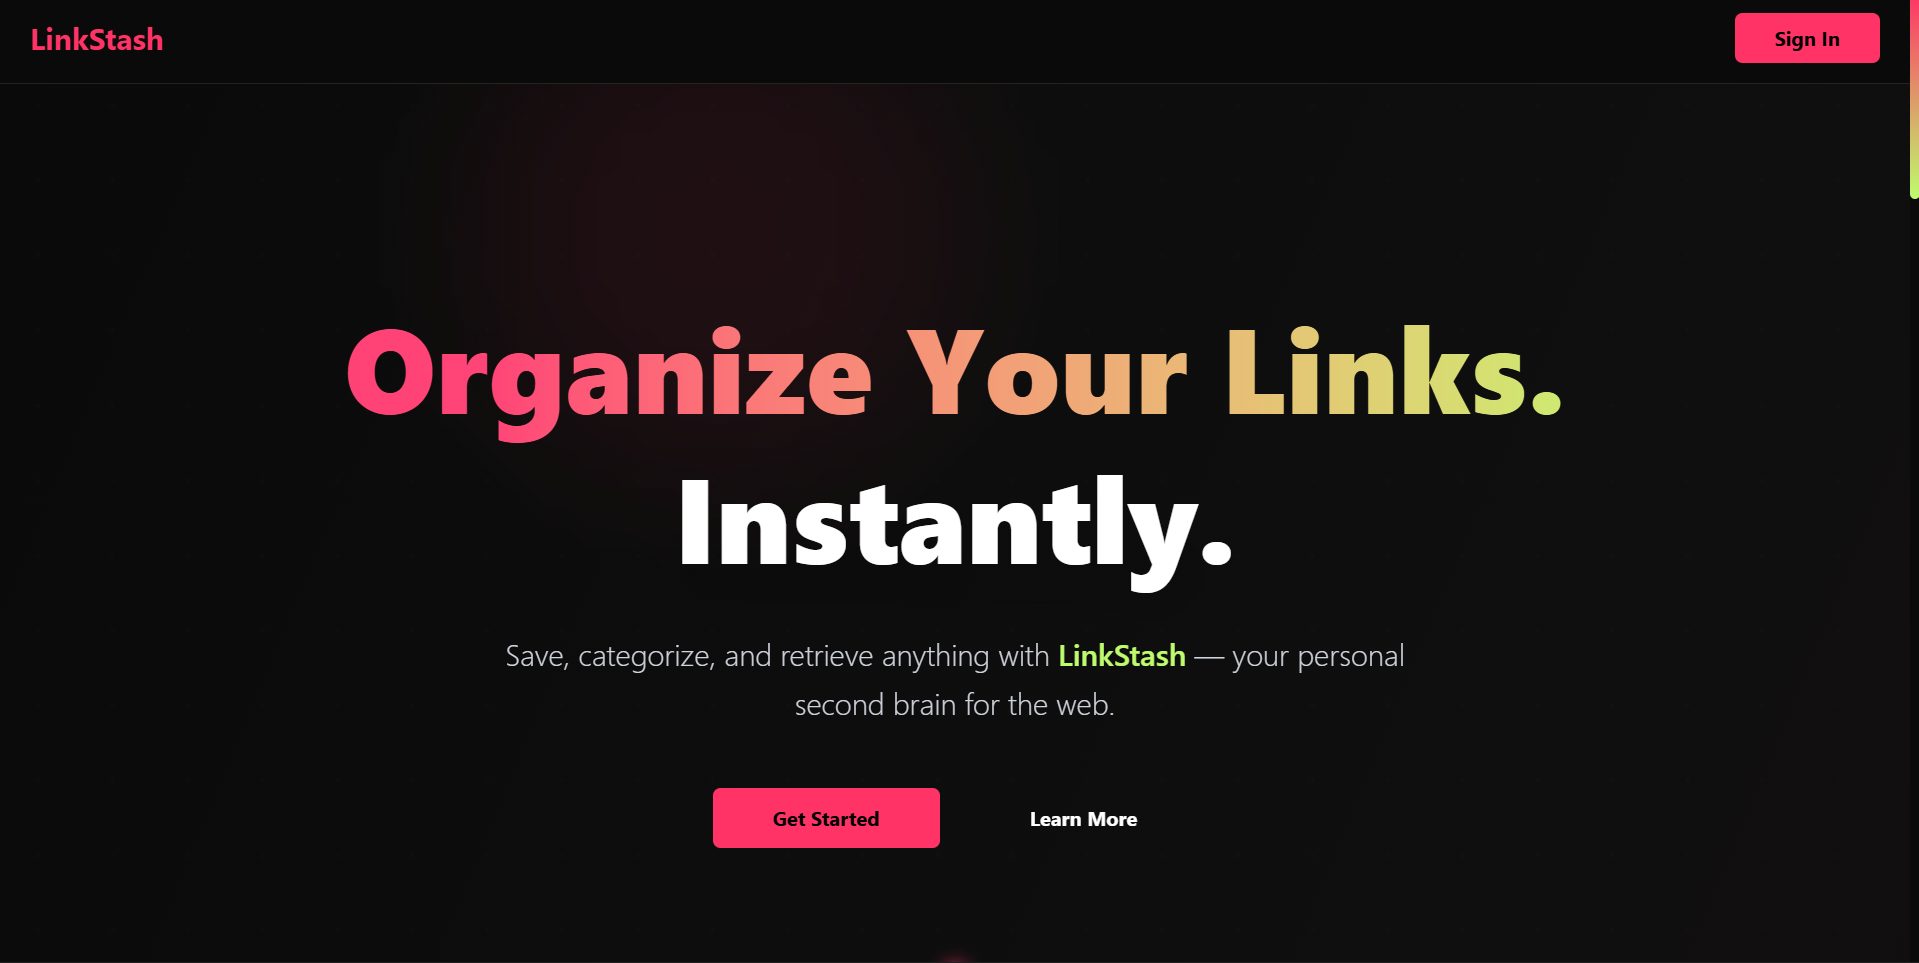 LinkStash
Sign In
Organize Your Links.
Instantly.
Save, categorize, and retrieve anything with LinkStash — your personal
second brain for the web.
Get Started
Learn More